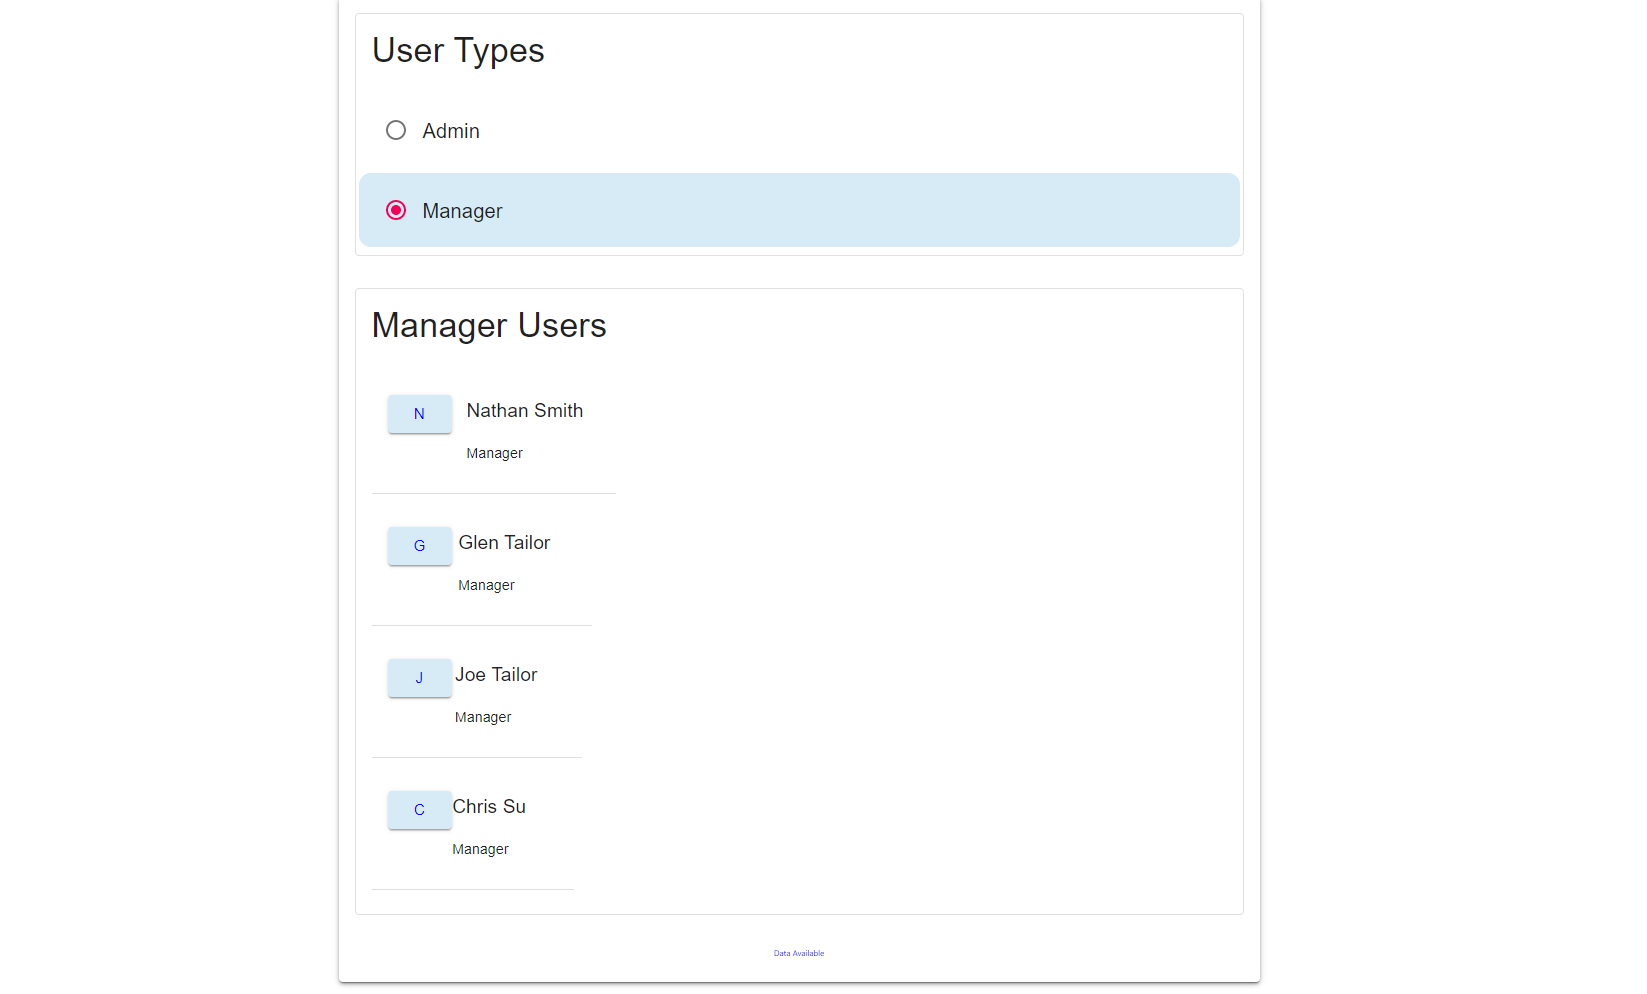 User Types
Admin
Manager
Manager Users
N Nathan Smith
Manager
G Glen Tailor
Manager
J Joe Tailor
Manager
C Chris Su
Manager
Data Available